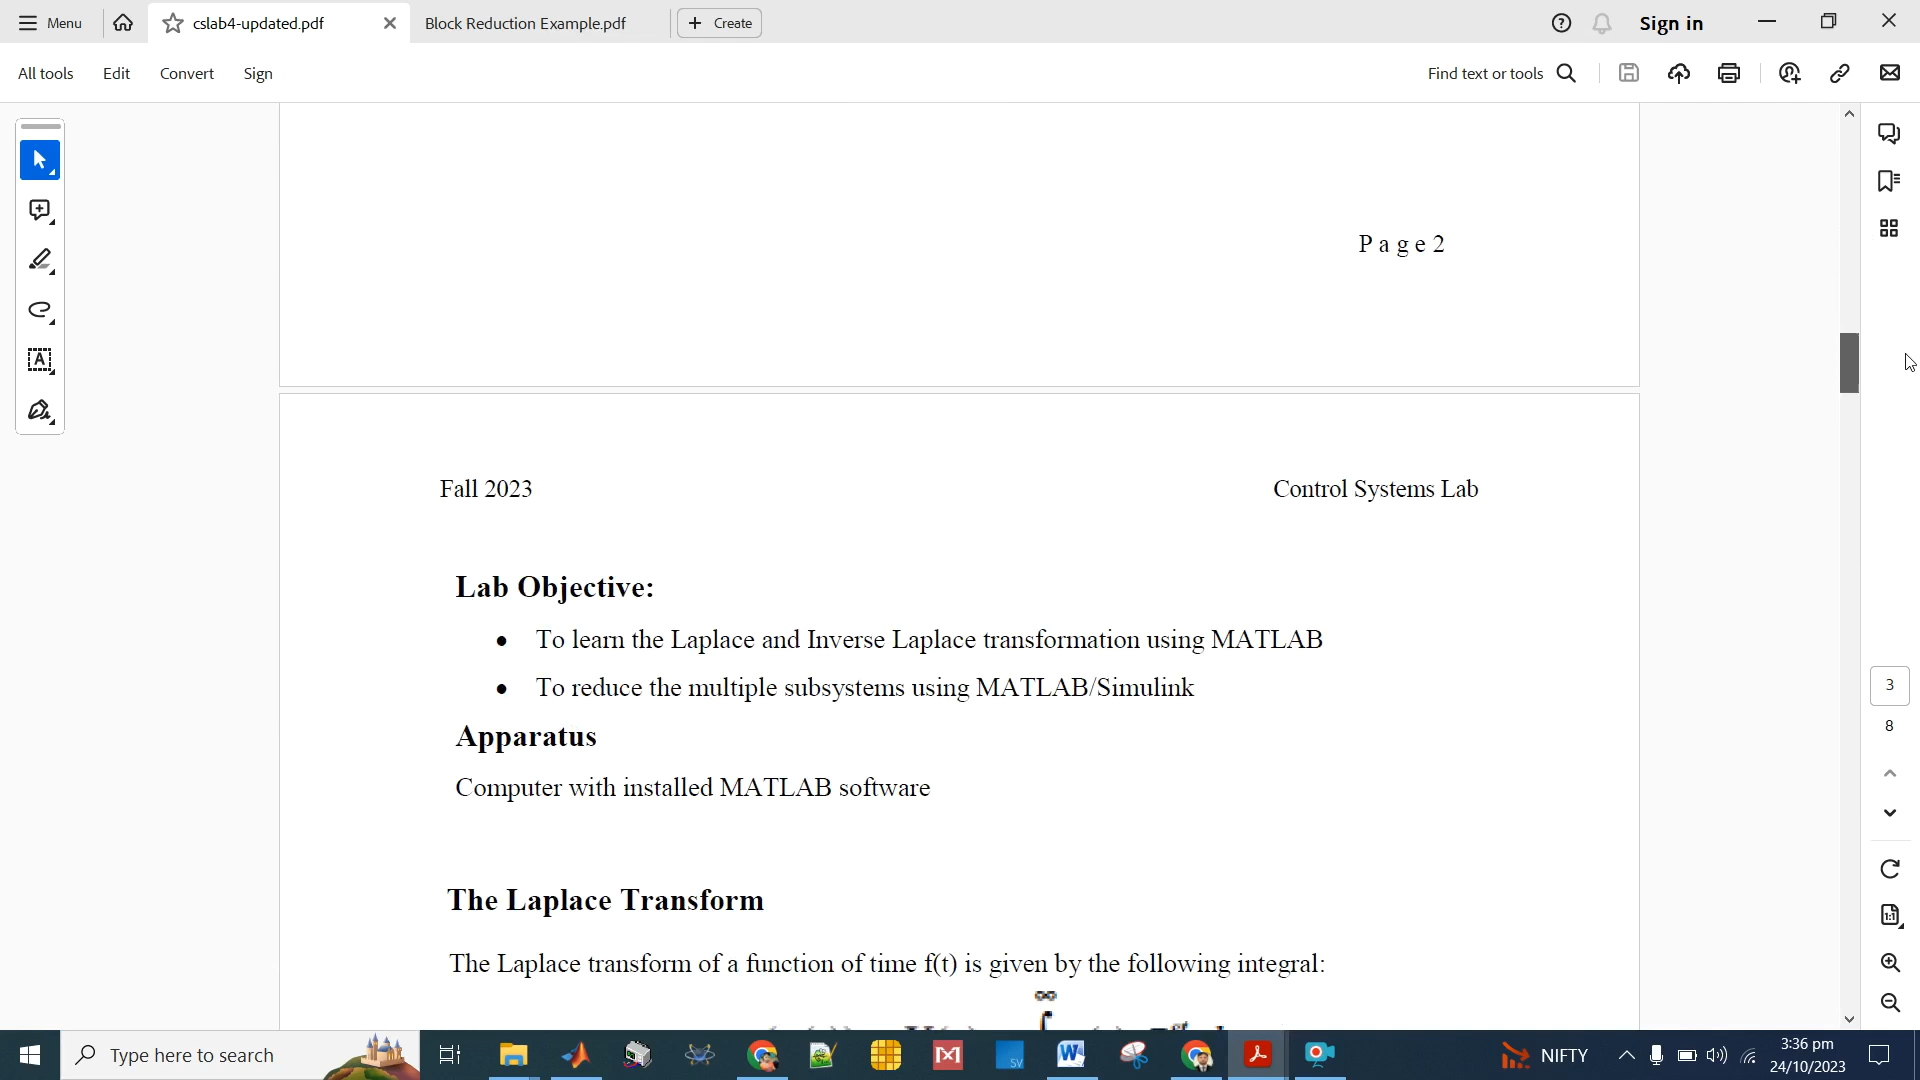 Menu
cslab4-updated.pdf
Block Reduction Example.pdf
+ Create
Sign in
All tools
Edit
Convert
Sign
Find text or tools
P a g e 2
Fall 2023
Control Systems Lab
Lab Objective:
• To learn the Laplace and Inverse Laplace transformation using MATLAB
• To reduce the multiple subsystems using MATLAB/Simulink
Apparatus
Computer with installed MATLAB software
The Laplace Transform
The Laplace transform of a function of time f(t) is given by the following integral:
∞
3
8
Type here to search
SV
NIFTY
3:36 pm
24/10/2023